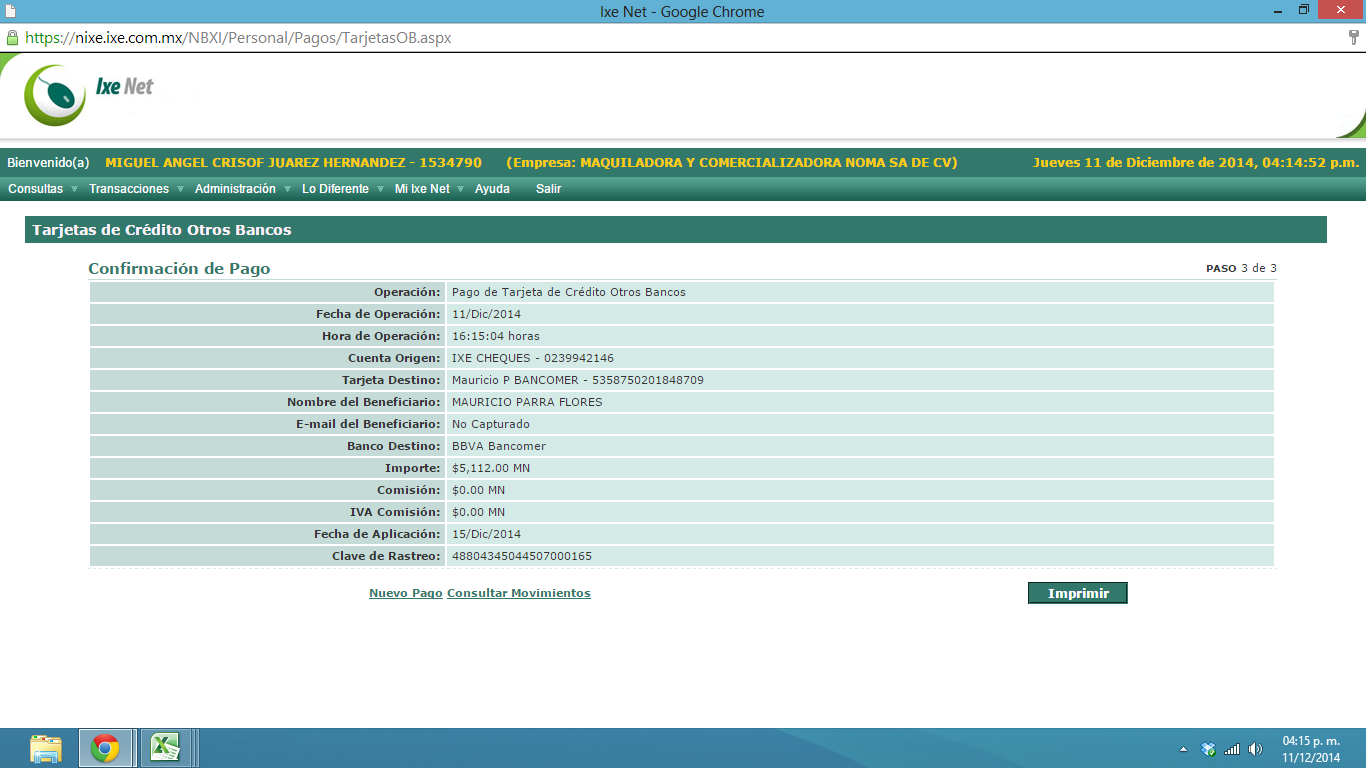 Ixe Net - Google Chrome
https://nixe.ixe.com.mx/NBXI/Personal/Pagos/TarjetasOB.aspx
Ixe Net
Bienvenido(a) MIGUEL ANGEL CRISOF JUAREZ HERNANDEZ - 1534790 (Empresa: MAQUILADORA Y COMERCIALIZADORA NOMA SA DE CV) Jueves 11 de Diciembre de 2014, 04:14:52 p.m.
Consultas Transacciones Administración Lo Diferente Mi Ixe Net Ayuda Salir
Tarjetas de Crédito Otros Bancos
Confirmación de Pago PASO 3 de 3
Operación: Pago de Tarjeta de Crédito Otros Bancos
Fecha de Operación: 11/Dic/2014
Hora de Operación: 16:15:04 horas
Cuenta Origen: IXE CHEQUES - 0239942146
Tarjeta Destino: Mauricio P BANCOMER - 5358750201848709
Nombre del Beneficiario: MAURICIO PARRA FLORES
E-mail del Beneficiario: No Capturado
Banco Destino: BBVA Bancomer
Importe: $5,112.00 MN
Comisión: $0.00 MN
IVA Comisión: $0.00 MN
Fecha de Aplicación: 15/Dic/2014
Clave de Rastreo: 48804345044507000165
Nuevo Pago Consultar Movimientos Imprimir
04:15 p. m.
11/12/2014